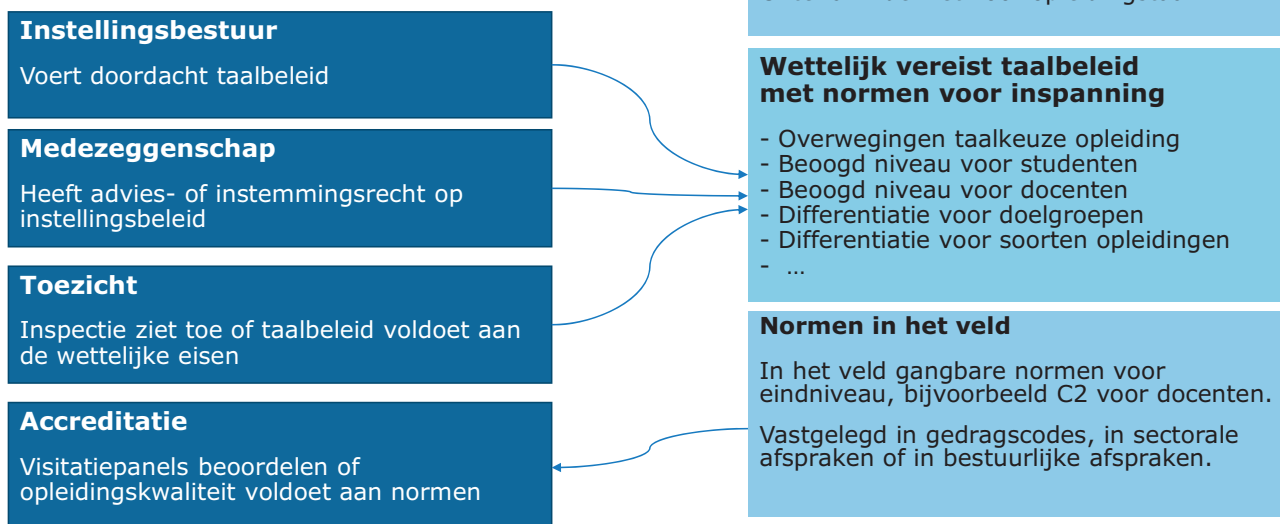 Instellingsbestuur
Voert doordacht taalbeleid
Medezeggenschap
Heeft advies- of instemmingsrecht op
instellingsbeleid
Toezicht
Inspectie ziet toe of taalbeleid voldoet aan
de wettelijke eisen
Accreditatie
Visitatiepanels beoordelen of
opleidingskwaliteit voldoet aan normen
Wettelijk vereist taalbeleid
met normen voor inspanning
- Overwegingen taalkeuze opleiding
- Beoogd niveau voor studenten
- Beoogd niveau voor docenten
- Differentiatie voor doelgroepen
- Differentiatie voor soorten opleidingen
- …
Normen in het veld
In het veld gangbare normen voor
eindniveau, bijvoorbeeld C2 voor docenten.
Vastgelegd in gedragscodes, in sectorale
afspraken of in bestuurlijke afspraken.